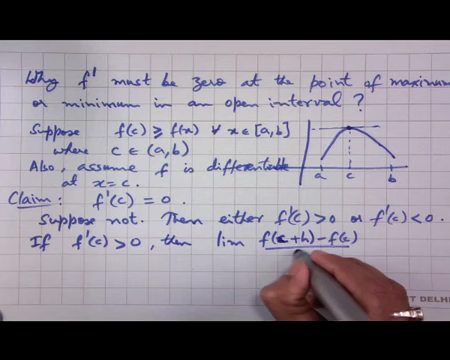 Why f' must be zero at the point of maximum
or minimum in an open interval ?
Suppose f(c) ⩾ f(x) ∀ x ∈ [a,b]
where c ∈ (a,b)
Also, assume f is differentiable
at x=c.
a c b
Claim: f'(c) = 0.
Suppose not. Then either f'(c)>0 or f'(c)<0.
If f'(c)>0, then lim f(c+h)-f(c)
T DELHI